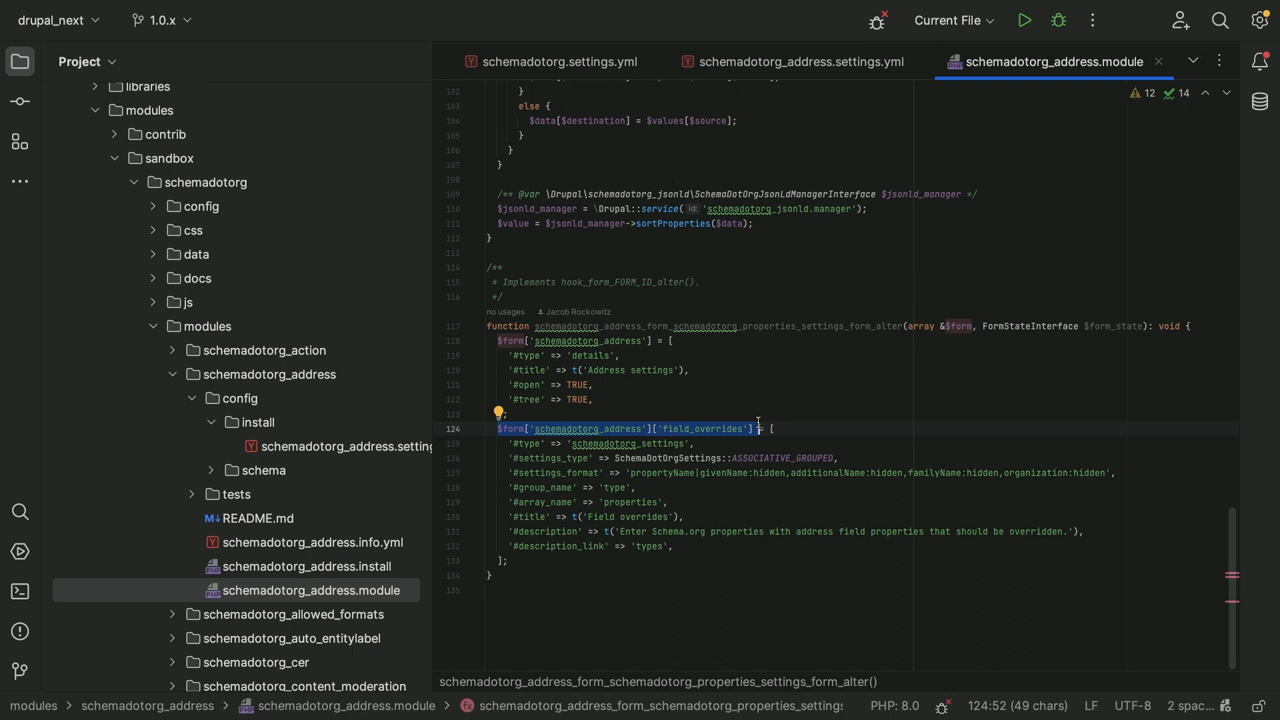 drupal_next
1.0.x
Current File
Project
schemadotorg.settings.yml
schemadotorg_address.settings.yml
schemadotorg_address.module
libraries
modules
contrib
sandbox
schemadotorg
config
css
data
docs
js
modules
schemadotorg_action
schemadotorg_address
config
install
schemadotorg_address.setting
schema
tests
README.md
schemadotorg_address.info.yml
schemadotorg_address.install
schemadotorg_address.module
schemadotorg_allowed_formats
schemadotorg_auto_entitylabel
schemadotorg_cer
schemadotorg_content_moderation
12 14
102 }
103 else {
104 $data[$destination] = $values[$source];
105 }
106 }
107 }
108
109 /** @var \Drupal\schemadotorg_jsonld\SchemaDotOrgJsonLdManagerInterface $jsonld_manager */
110 $jsonld_manager = \Drupal::service( id: 'schemadotorg_jsonld.manager');
111 $value = $jsonld_manager->sortProperties($data);
112 }
113
114 /**
115 * Implements hook_form_FORM_ID_alter().
116 */
no usages Jacob Rockowitz
117 function schemadotorg_address_form_schemadotorg_properties_settings_form_alter(array &$form, FormStateInterface $form_state): void {
118 $form['schemadotorg_address'] = [
119 '#type' => 'details',
120 '#title' => t('Address settings'),
121 '#open' => TRUE,
122 '#tree' => TRUE,
123 ;
124 $form['schemadotorg_address']['field_overrides'] = [
125 '#type' => 'schemadotorg_settings',
126 '#settings_type' => SchemaDotOrgSettings::ASSOCIATIVE_GROUPED,
127 '#settings_format' => 'propertyName|givenName:hidden,additionalName:hidden,familyName:hidden,organization:hidden',
128 '#group_name' => 'type',
129 '#array_name' => 'properties',
130 '#title' => t('Field overrides'),
131 '#description' => t('Enter Schema.org properties with address field properties that should be overridden.'),
132 '#description_link' => 'types',
133 ];
134 }
135
schemadotorg_address_form_schemadotorg_properties_settings_form_alter()
modules
schemadotorg_address
schemadotorg_address.module
schemadotorg_address_form_schemadotorg_properties_settings
PHP: 8.0
124:52 (49 chars)
LF
UTF-8
2 spac...